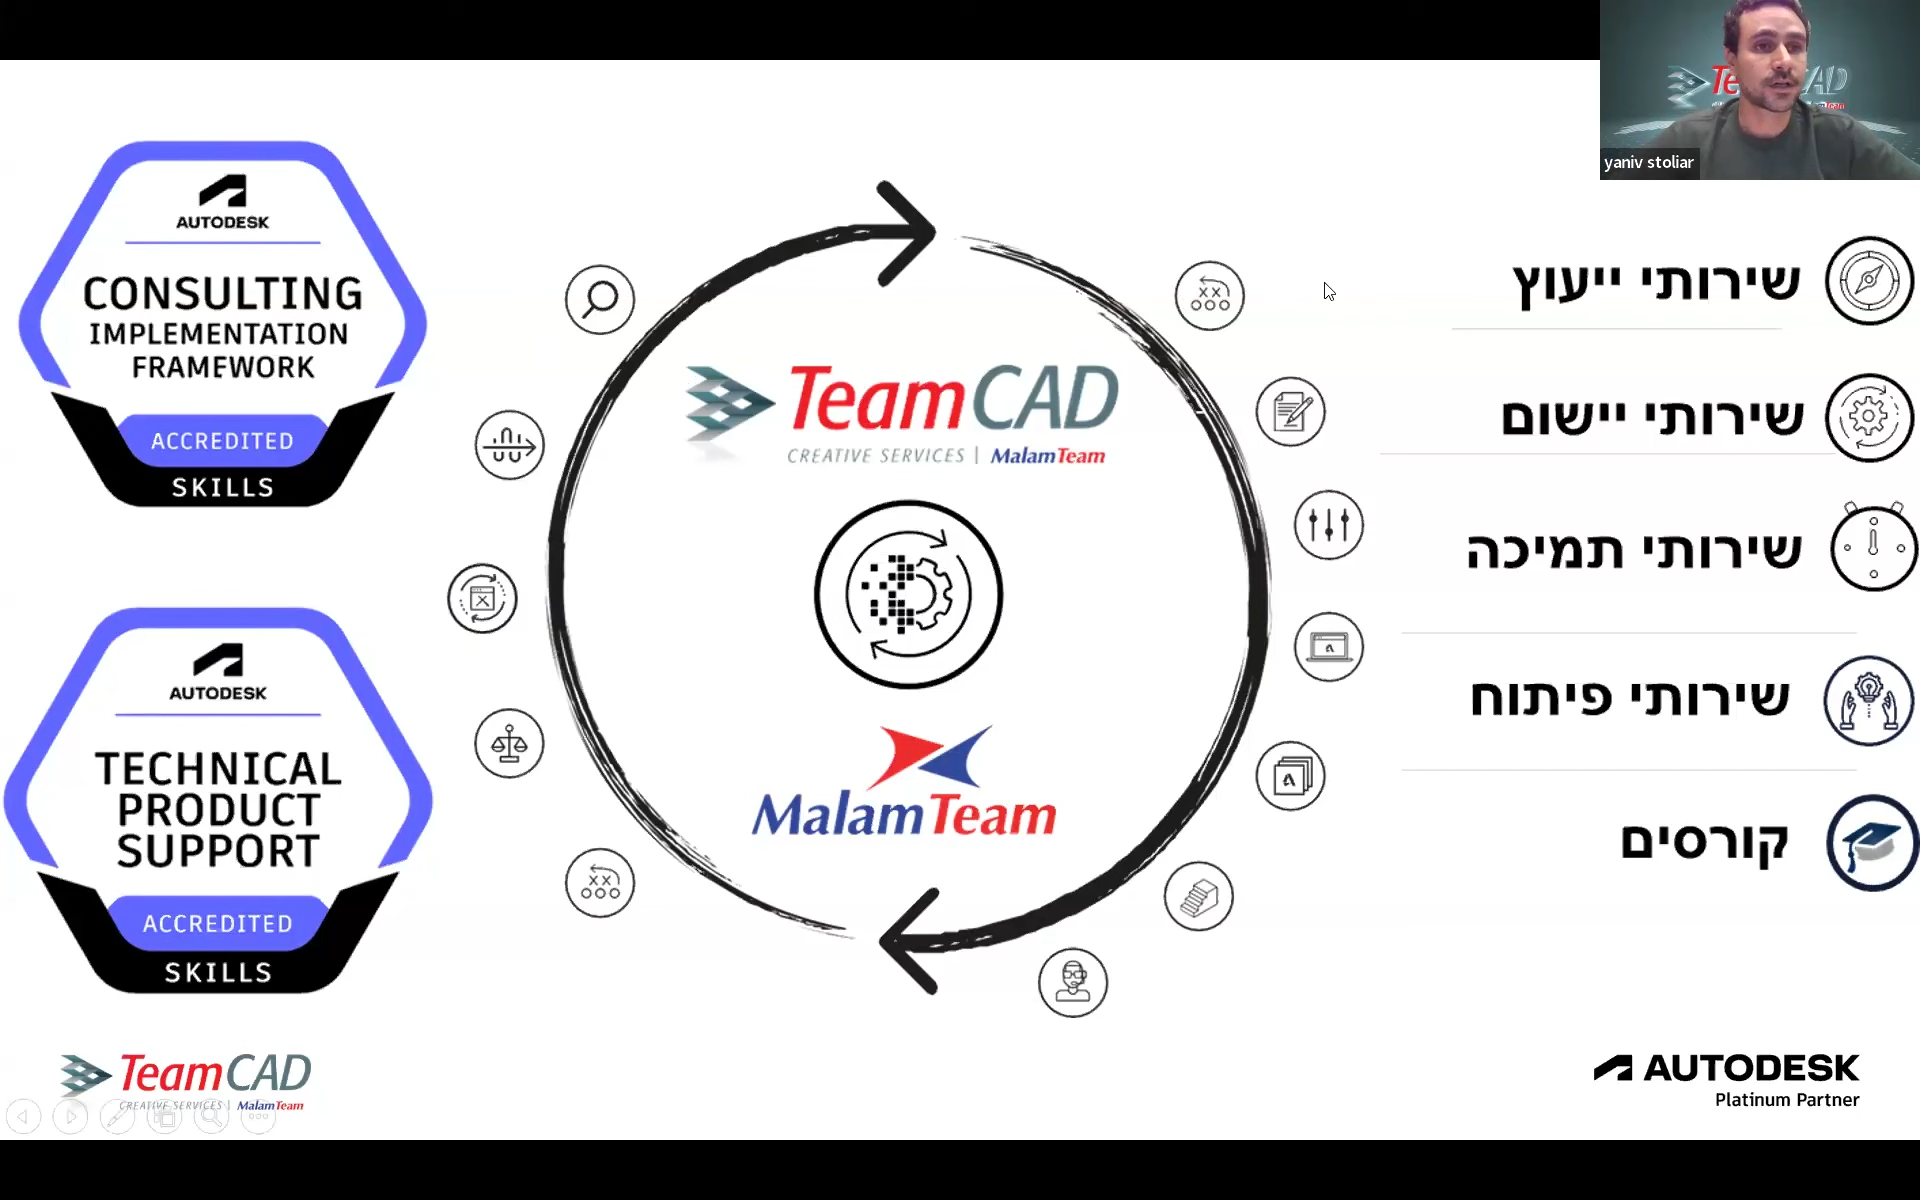 yaniv stoliar
AUTODESK
CONSULTING
IMPLEMENTATION
FRAMEWORK
ACCREDITED
SKILLS
AUTODESK
TECHNICAL
PRODUCT
SUPPORT
ACCREDITED
SKILLS
TeamCAD
CREATIVE SERVICES | MalamTeam
MalamTeam
שירותי ייעוץ
שירותי יישום
שירותי תמיכה
שירותי פיתוח
קורסים
TeamCAD
CREATIVE SERVICES | MalamTeam
AUTODESK
Platinum Partner